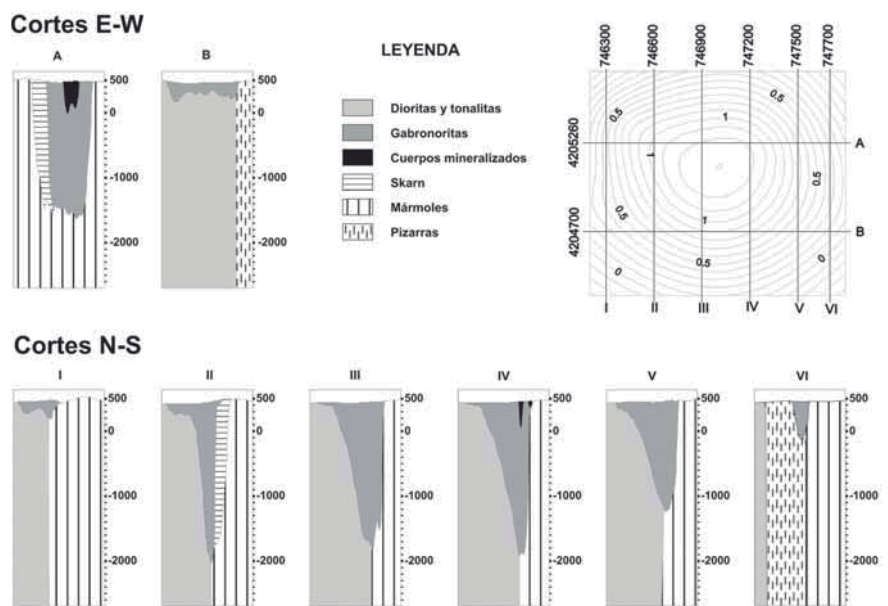 Cortes E-W
A
B
500
0
-1000
-2000
500
0
-1000
-2000
LEYENDA
Dioritas y tonalitas
Gabronoritas
Cuerpos mineralizados
Skarn
Mármoles
Pizarras
746300
746600
746900
747200
747500
747700
4205260
4204700
0.5
0.5
1
1
0.5
0.5
1
0.5
0
0
A
B
I
II
III
IV
V
VI
Cortes N-S
I
II
III
IV
V
VI
500
0
-1000
-2000
500
0
-1000
-2000
500
0
-1000
-2000
500
0
-1000
-2000
500
0
-1000
-2000
500
0
-1000
-2000